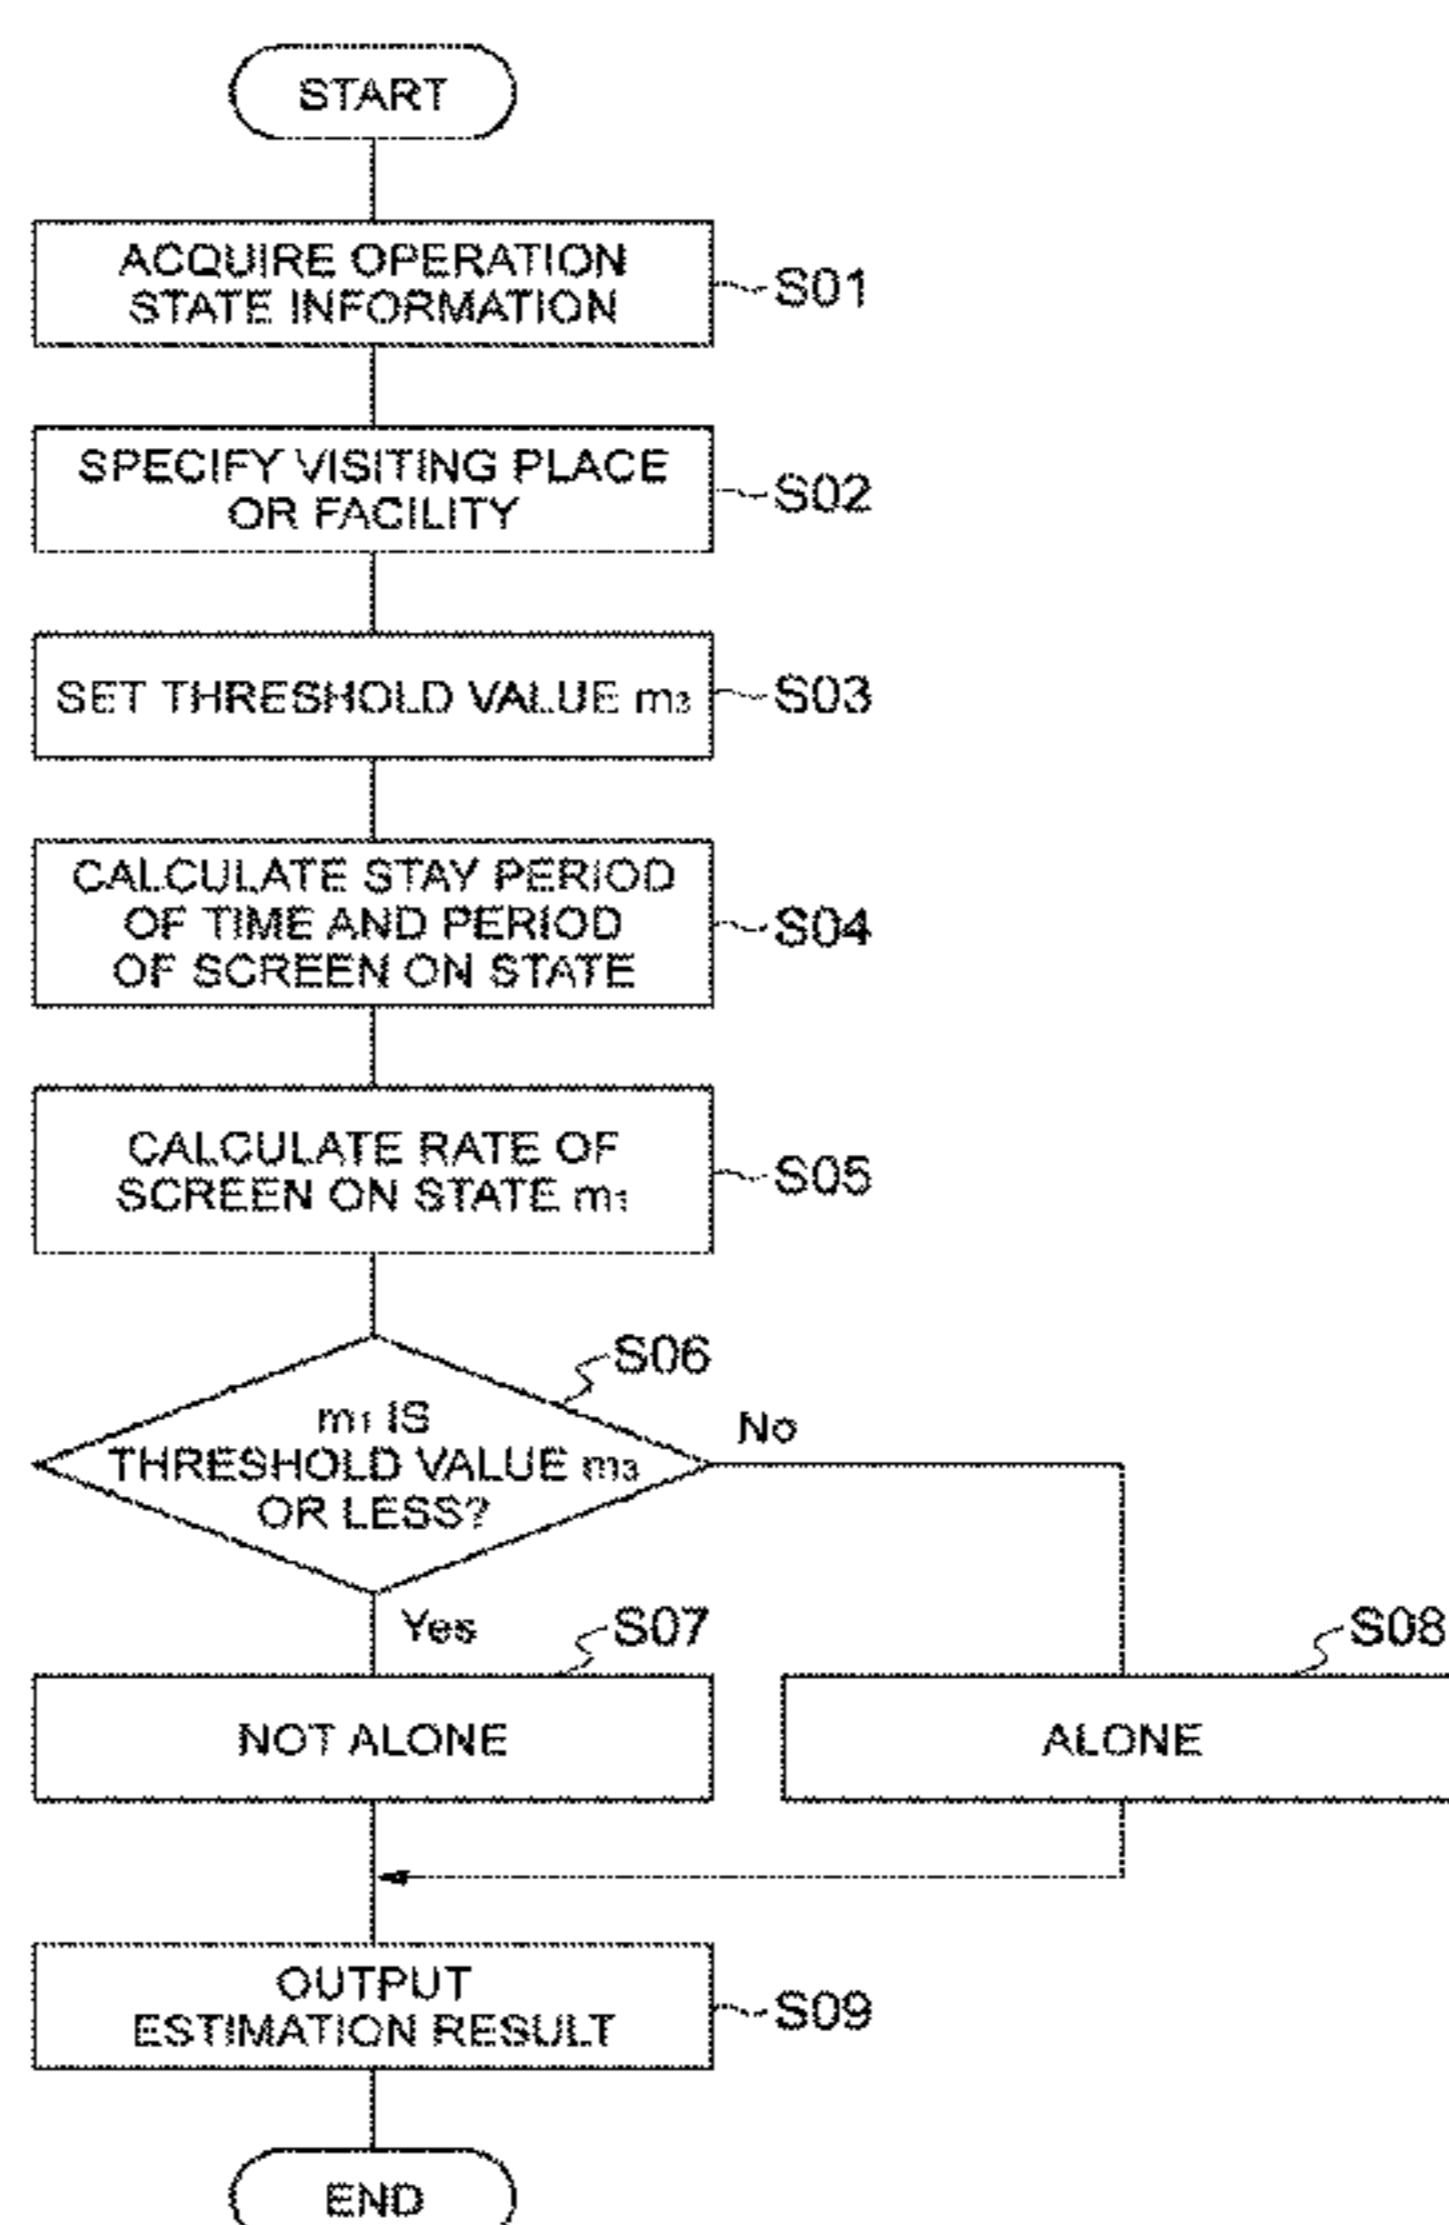 START
ACQUIRE OPERATION
STATE INFORMATION
S01
SPECIFY VISITING PLACE
OR FACILITY
S02
SET THRESHOLD VALUE m₃
S03
CALCULATE STAY PERIOD
OF TIME AND PERIOD
OF SCREEN ON STATE
S04
CALCULATE RATE OF
SCREEN ON STATE m₁
S05
S06
m₁ IS
THRESHOLD VALUE m₃
OR LESS?
No
Yes
S07
NOT ALONE
S08
ALONE
OUTPUT
ESTIMATION RESULT
S09
END